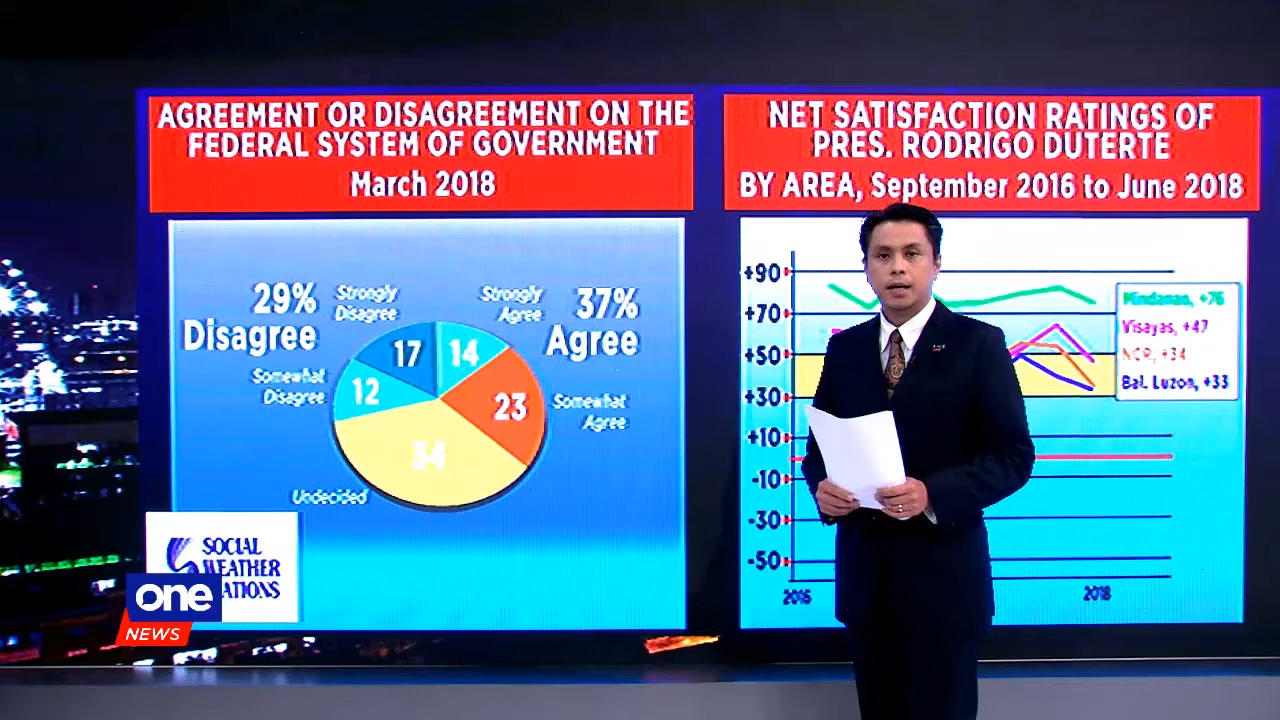 AGREEMENT OR DISAGREEMENT ON THE
FEDERAL SYSTEM OF GOVERNMENT
March 2018
29%
Disagree
Strongly
Disagree
Strongly
Agree
37%
Agree
17
14
Somewhat
Disagree
12
23
Somewhat
Agree
34
Undecided
SOCIAL
WEATHER
ATIONS
one
NEWS
NET SATISFACTION RATINGS OF
PRES. RODRIGO DUTERTE
BY AREA, September 2016 to June 2018
+90
+70
+50
+30
+10
-10
-30
-50
Mindanao, +76
Visayas, +47
NCR, +34
Bal. Luzon, +33
2016
2018